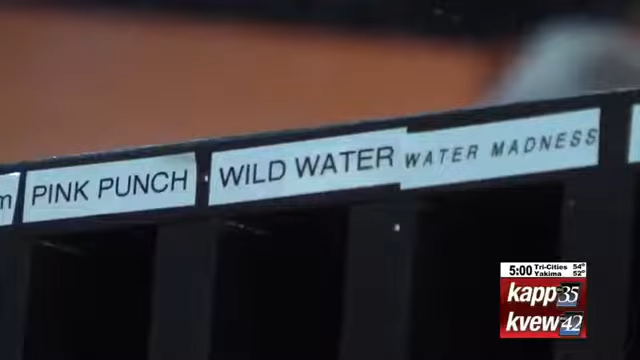 m
PINK PUNCH
WILD WATER
WATER MADNESS
5:00 Tri-Cities 54°
Yakima 52°
kapp 35
kvew 42